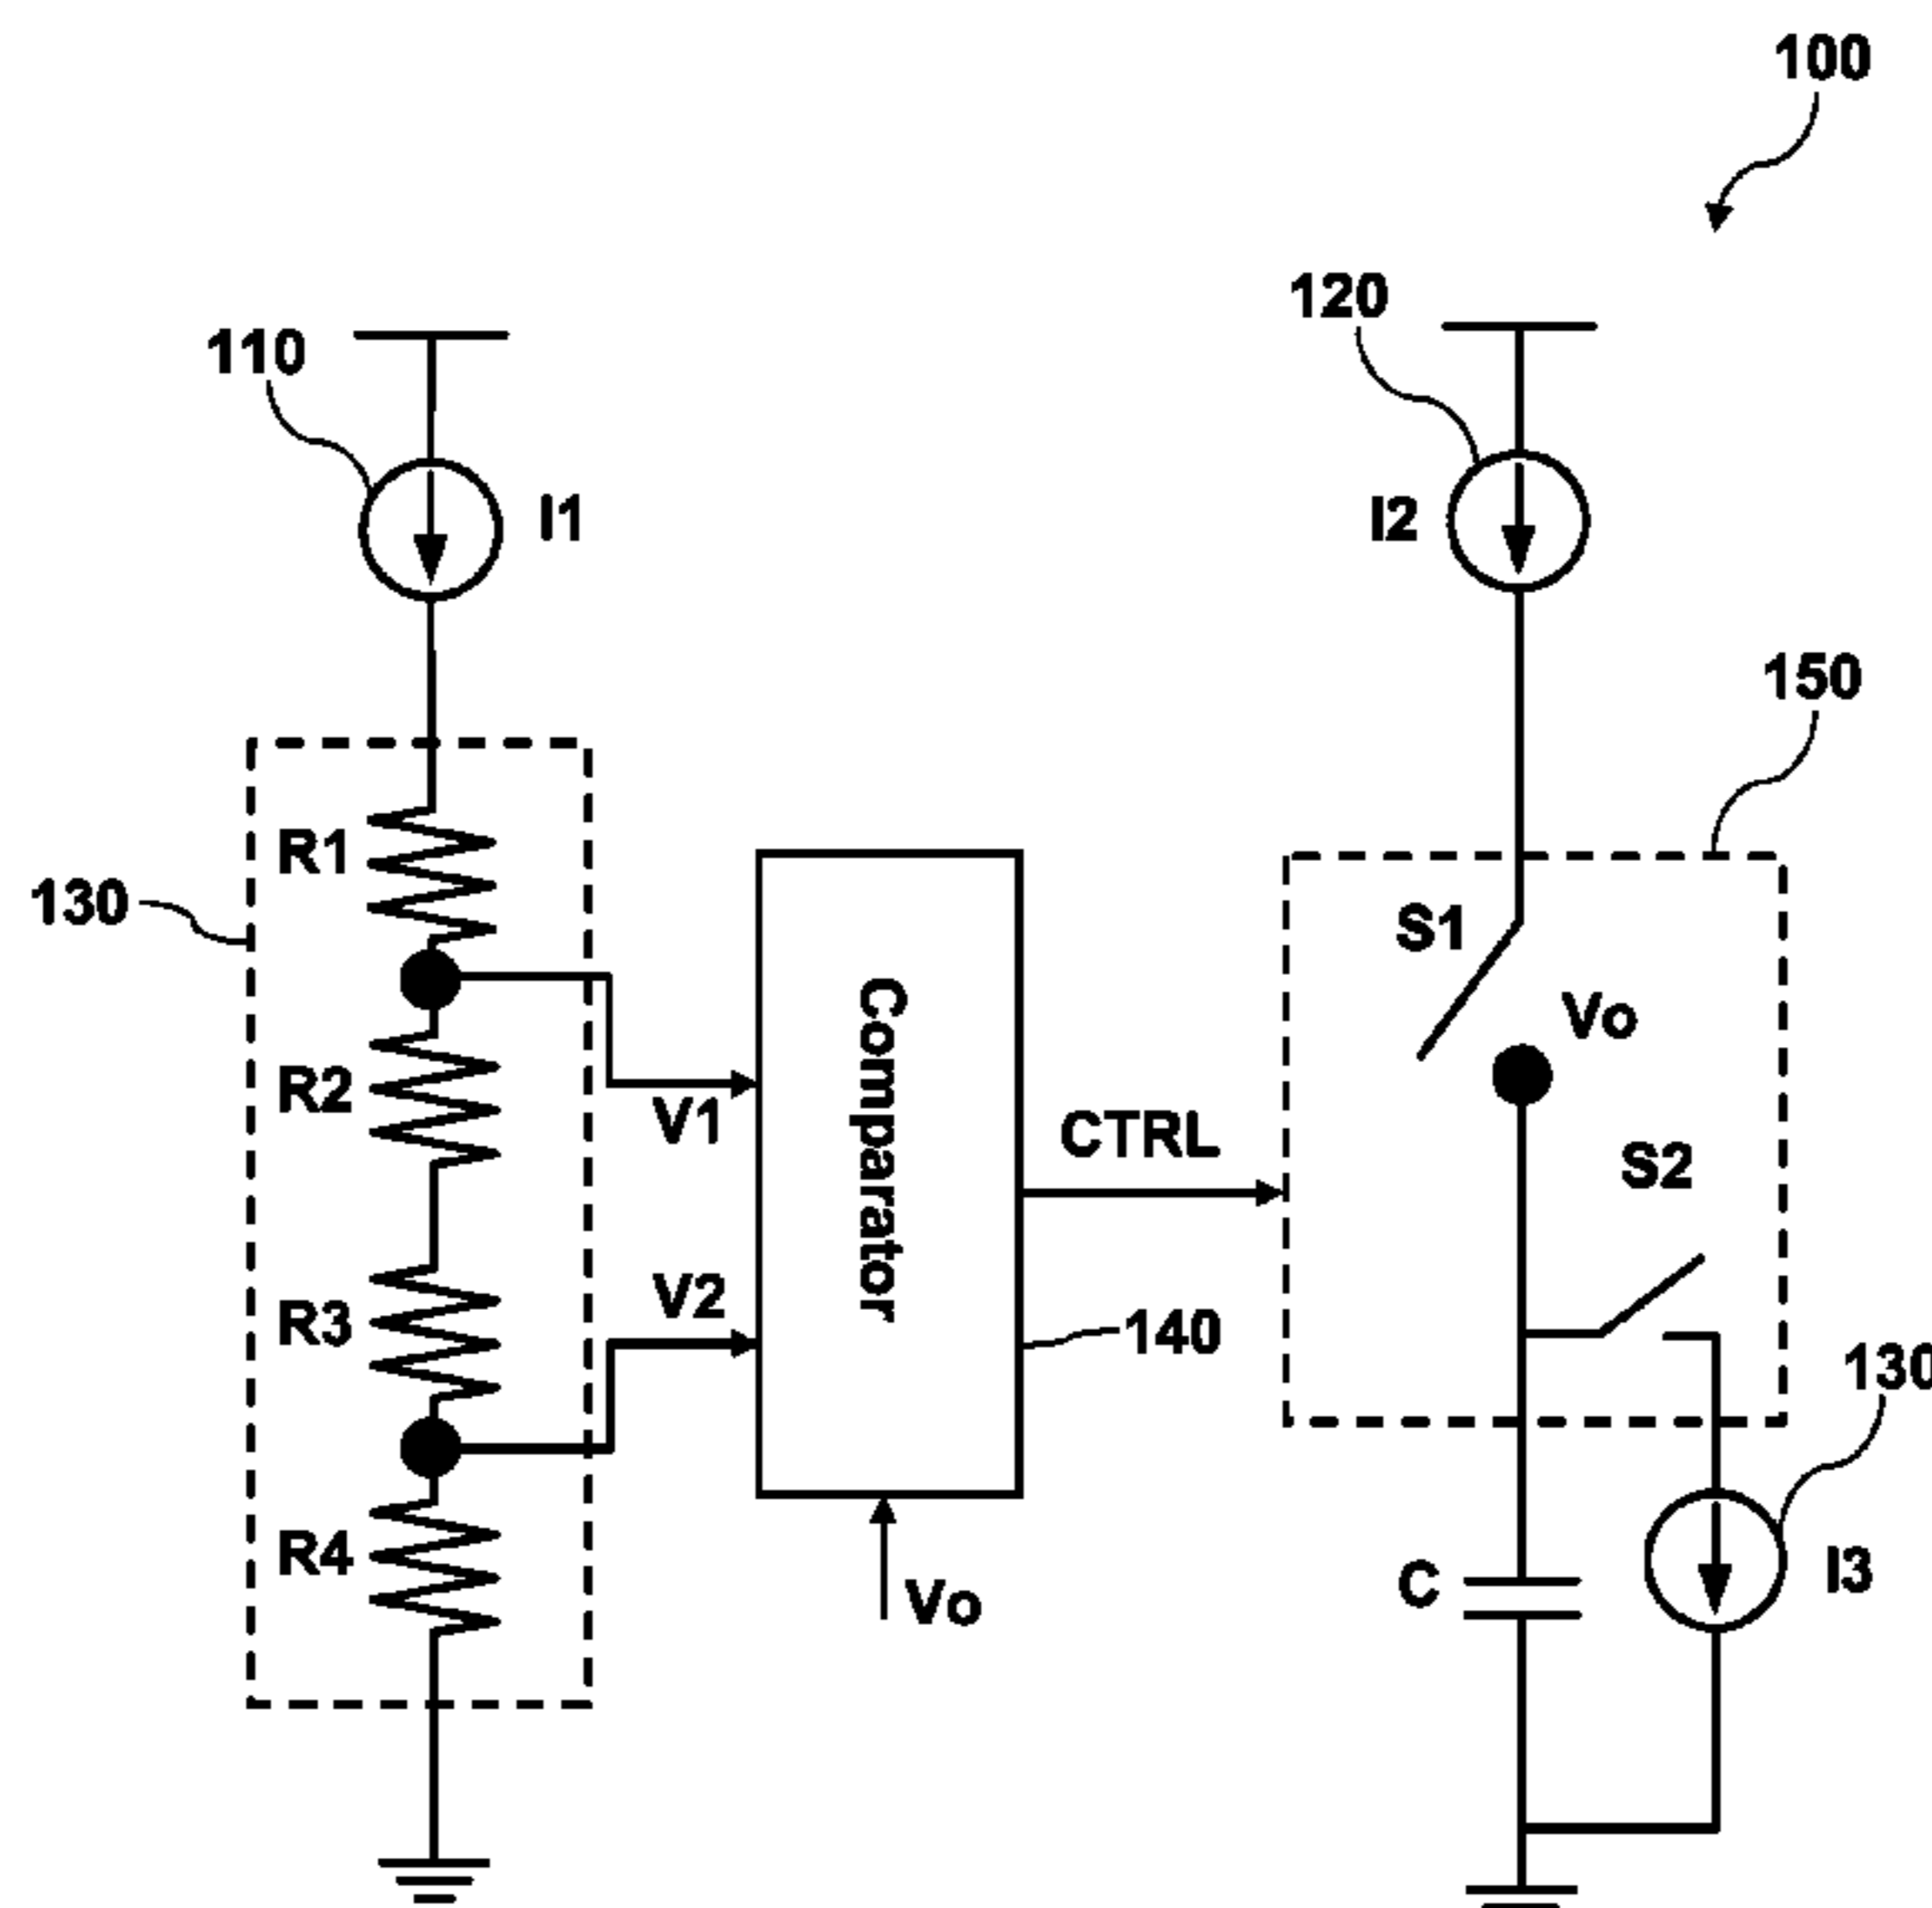 100
120
110
I1
I2
150
R1
130
S1
Vo
R2
V1
Comparator
CTRL
S2
V2
R3
140
130
R4
Vo
C
I3